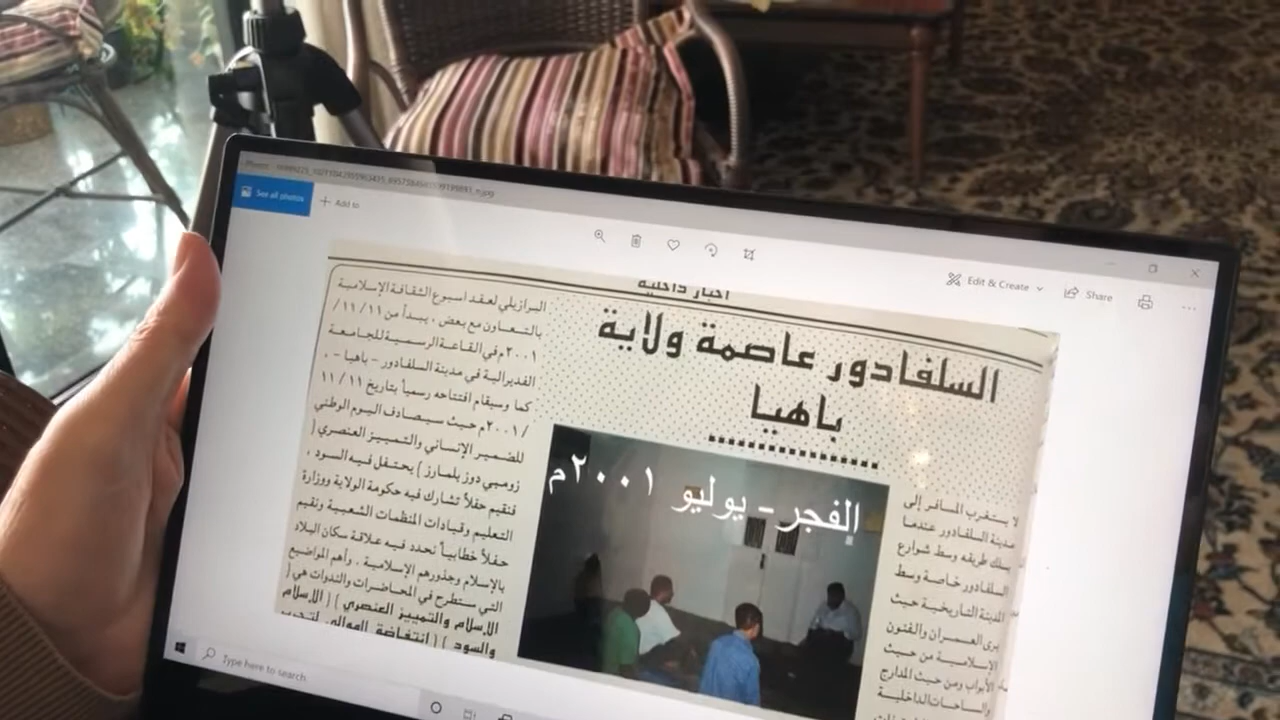 See all photos
Add to
Edit & Create
Share
اخبار داخلية
السلفادور عاصمة ولاية
باهيا
الفجر - يوليو ٢٠٠١م
لا يستغرب المسافر إلى
مدينة السلفادور عندما
يسلك طريقه وسط شوارع
السلفادور خاصة وسط
المدينة التاريخية حيث
يرى العمران والفنون
الإسلامية من حيث
الأبواب ومن حيث المدارج
والساحات الداخلية
البرازيلي لعقد اسبوع الثقافة الإسلامية
بالتعاون مع بعض ، يبدأ من ١١ / ١١ /
٢٠٠١م في القاعة الرسمية للجامعة
الفديرالية في مدينة السلفادور - باهيا - .
كما وسيقام افتتاحه رسمياً بتاريخ ١١ / ١١
/ ٢٠٠١م حيث سيصادف اليوم الوطني
للضمير الإنساني والتمييز العنصري (
زومبي دوز بلمارز ) يحتفل فيه السود ،
فنقيم حفلاً تشارك فيه حكومة الولاية ووزارة
التعليم وقيادات المنظمات الشعبية ونقيم
حفلاً خطابياً نحدد فيه علاقة سكان البلاد
بالإسلام وجذورهم الإسلامية . وأهم المواضيع
التي ستطرح في المحاضرات والندوات هي (
الإسلام والتمييز العنصري ) ( الإسلام
والسود ) ( انتفاضة الموالي
Type here to search